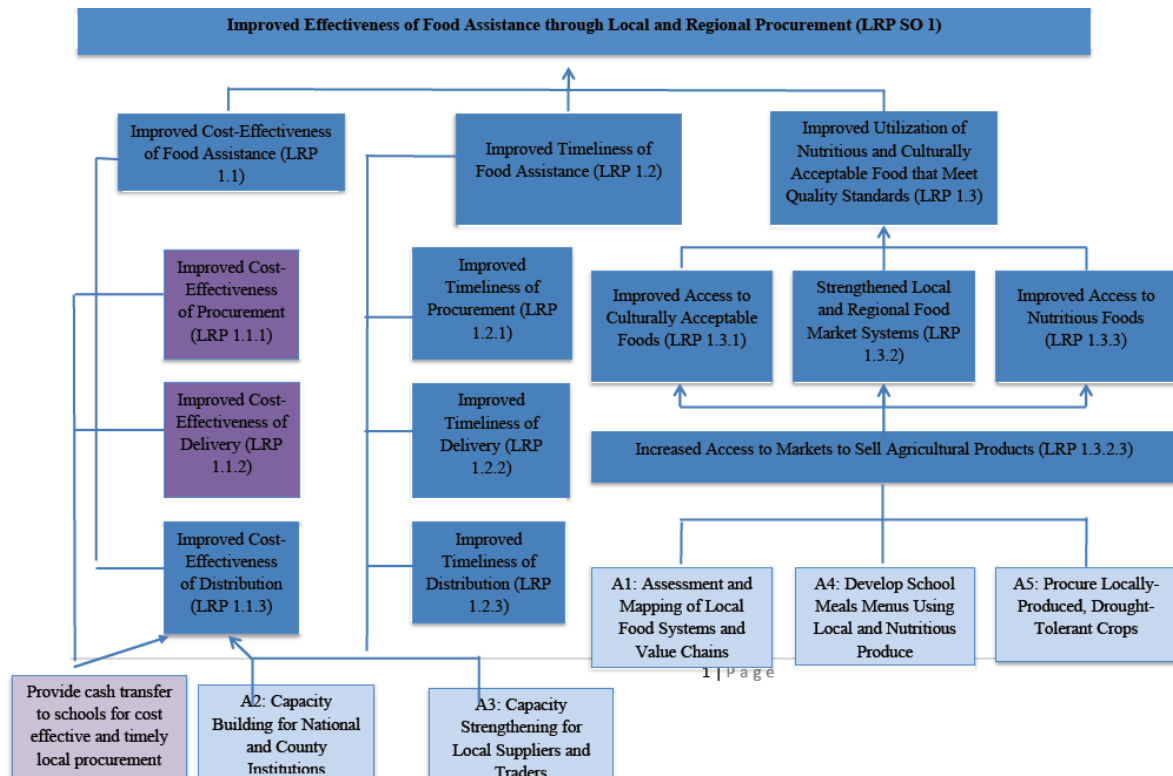 Improved Effectiveness of Food Assistance through Local and Regional Procurement (LRP SO 1)
Improved Cost-Effectiveness
of Food Assistance (LRP
1.1)
Improved Timeliness
of Food Assistance (LRP 1.2)
Improved Utilization of
Nutritious and Culturally
Acceptable Food that Meet
Quality Standards (LRP 1.3)
Improved Cost-
Effectiveness
of Procurement
(LRP 1.1.1)
Improved
Timeliness of
Procurement (LRP
1.2.1)
Improved Access to
Culturally Acceptable
Foods (LRP 1.3.1)
Strengthened Local
and Regional Food
Market Systems (LRP
1.3.2)
Improved Access to
Nutritious Foods
(LRP 1.3.3)
Improved Cost-
Effectiveness of
Delivery (LRP
1.1.2)
Improved
Timeliness of
Delivery (LRP
1.2.2)
Increased Access to Markets to Sell Agricultural Products (LRP 1.3.2.3)
Improved Cost-
Effectiveness
of Distribution
(LRP 1.1.3)
Improved
Timeliness of
Distribution (LRP
1.2.3)
A1: Assessment and
Mapping of Local
Food Systems and
Value Chains
A4: Develop School
Meals Menus Using
Local and Nutritious
Produce
A5: Procure Locally-
Produced, Drought-
Tolerant Crops
1 | Page
Provide cash transfer
to schools for cost
effective and timely
local procurement
A2: Capacity
Building for National
and County
Institutions
A3: Capacity
Strengthening for
Local Suppliers and
Traders